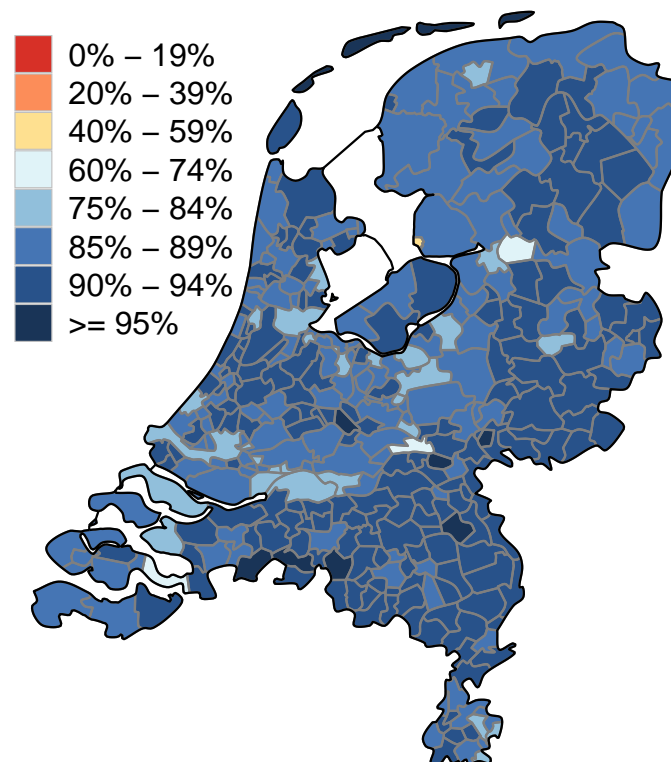 0% – 19%
20% – 39%
40% – 59%
60% – 74%
75% – 84%
85% – 89%
90% – 94%
>= 95%